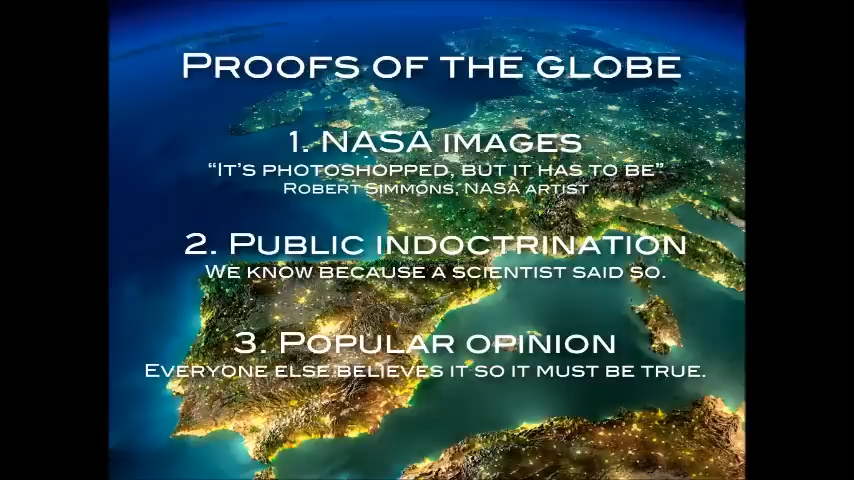 PROOFS OF THE GLOBE
1. NASA IMAGES
“IT’S PHOTOSHOPPED, BUT IT HAS TO BE”
ROBERT SIMMONS, NASA ARTIST
2. PUBLIC INDOCTRINATION
WE KNOW BECAUSE A SCIENTIST SAID SO.
3. POPULAR OPINION
EVERYONE ELSE BELIEVES IT SO IT MUST BE TRUE.